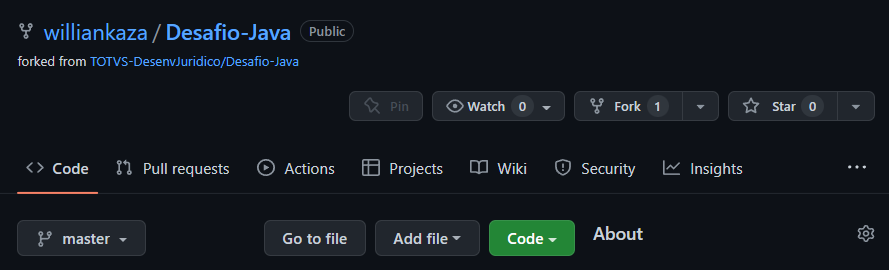 williankaza / Desafio-Java Public
forked from TOTVS-DesenvJuridico/Desafio-Java
Pin Watch 0 Fork 1 Star 0
Code Pull requests Actions Projects Wiki Security Insights ...
master Go to file Add file Code About